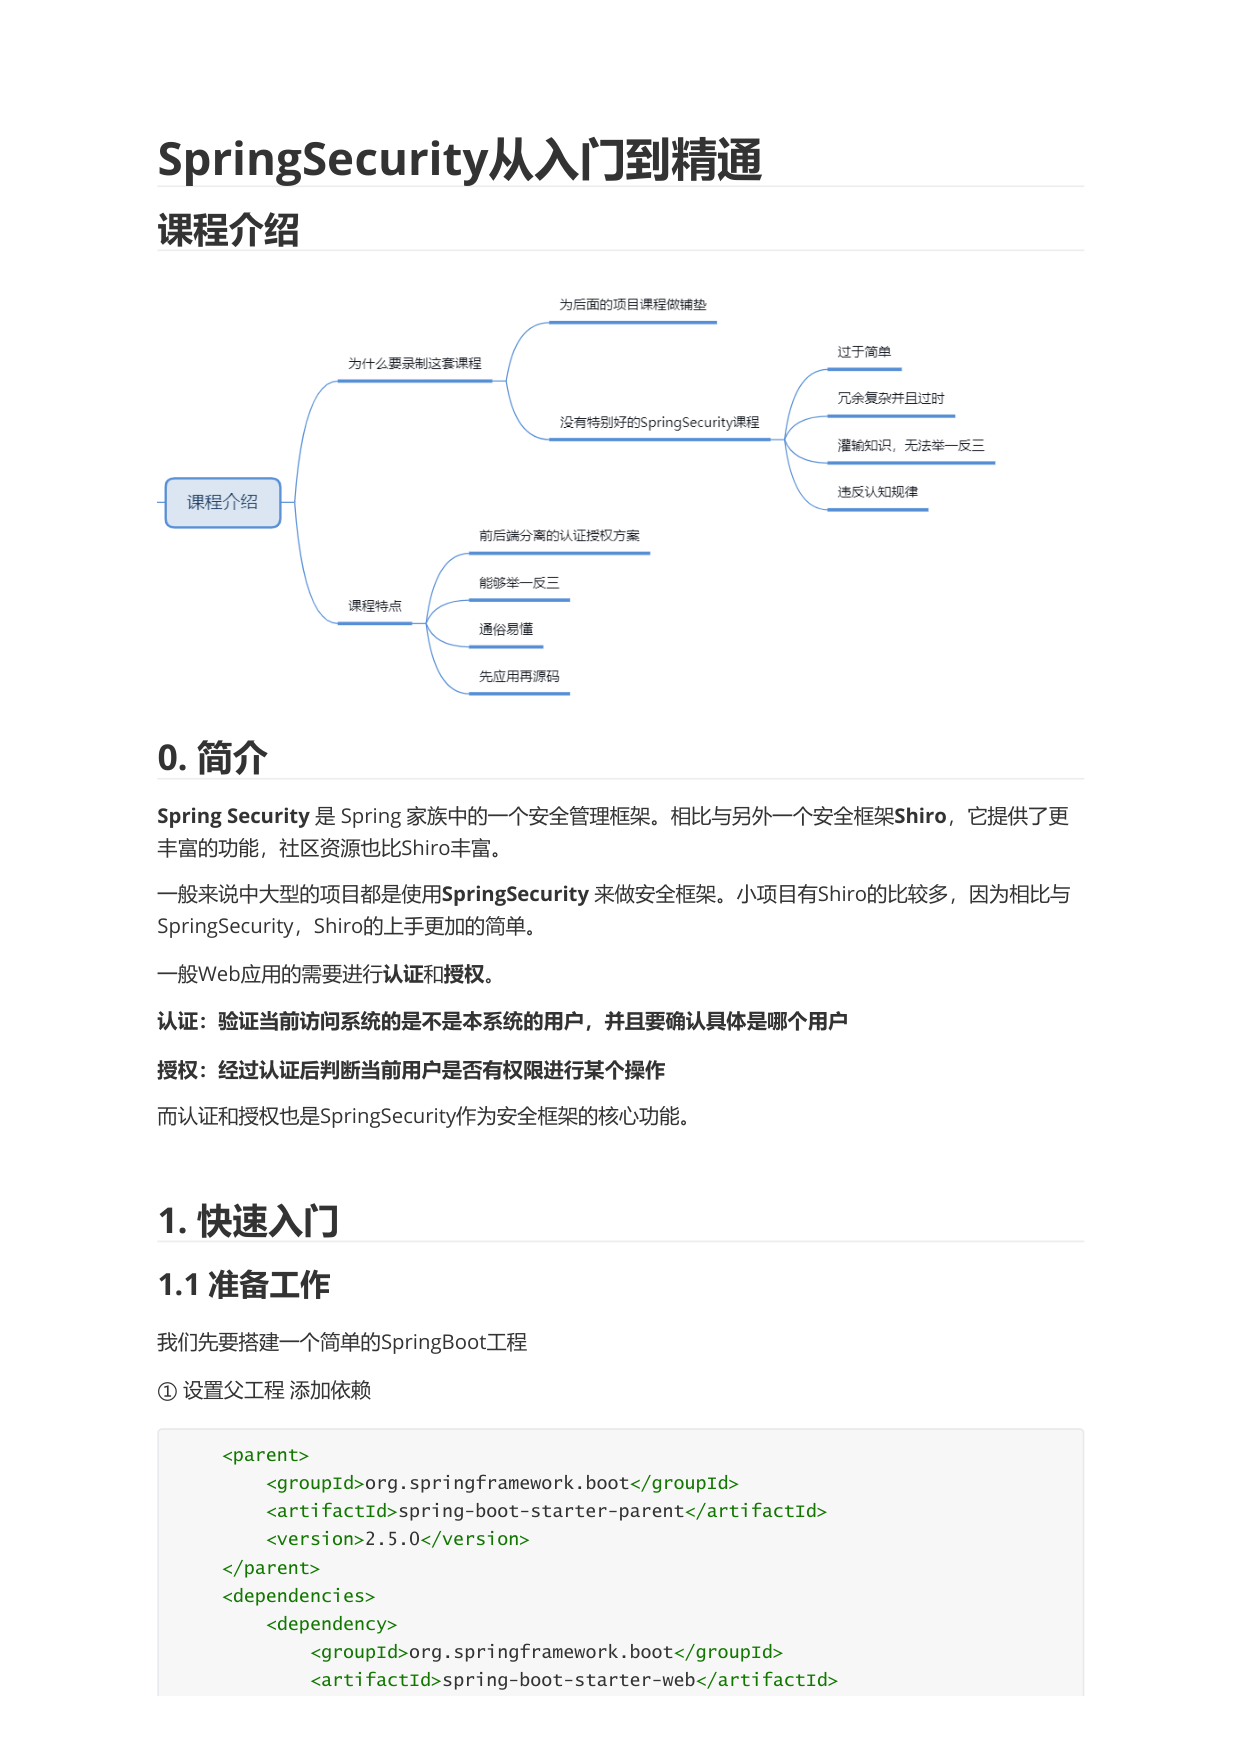 SpringSecurity从入门到精通
课程介绍
为后面的项目课程做铺垫
为什么要录制这套课程
过于简单
冗余复杂并且过时
没有特别好的SpringSecurity课程
灌输知识，无法举一反三
违反认知规律
课程介绍
前后端分离的认证授权方案
能够举一反三
课程特点
通俗易懂
先应用再源码
0. 简介
Spring Security 是 Spring 家族中的一个安全管理框架。相比与另外一个安全框架Shiro，它提供了更
丰富的功能，社区资源也比Shiro丰富。
一般来说中大型的项目都是使用SpringSecurity 来做安全框架。小项目有Shiro的比较多，因为相比与
SpringSecurity，Shiro的上手更加的简单。
一般Web应用的需要进行认证和授权。
认证：验证当前访问系统的是不是本系统的用户，并且要确认具体是哪个用户
授权：经过认证后判断当前用户是否有权限进行某个操作
而认证和授权也是SpringSecurity作为安全框架的核心功能。
1. 快速入门
1.1 准备工作
我们先要搭建一个简单的SpringBoot工程
① 设置父工程 添加依赖
<parent>
<groupId>org.springframework.boot</groupId>
<artifactId>spring-boot-starter-parent</artifactId>
<version>2.5.0</version>
</parent>
<dependencies>
<dependency>
<groupId>org.springframework.boot</groupId>
<artifactId>spring-boot-starter-web</artifactId>